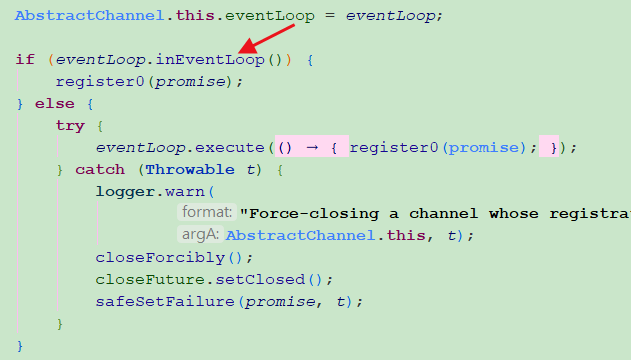 AbstractChannel.this.eventLoop = eventLoop;
if (eventLoop.inEventLoop()) {
register0(promise);
} else {
try {
eventLoop.execute(() → { register0(promise); });
} catch (Throwable t) {
logger.warn(
format: "Force-closing a channel whose registra
argA: AbstractChannel.this, t);
closeForcibly();
closeFuture.setClosed();
safeSetFailure(promise, t);
}
}